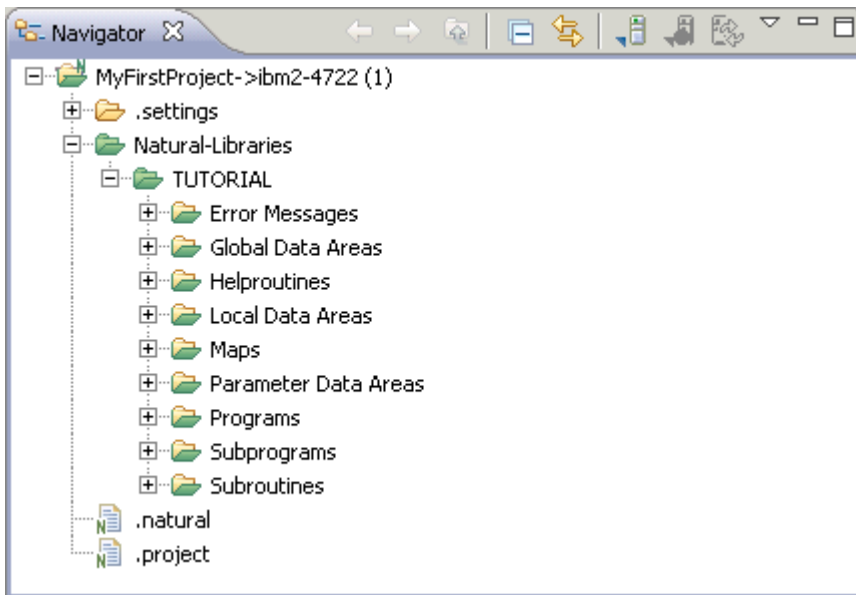 Navigator
MyFirstProject->ibm2-4722 (1)
.settings
Natural-Libraries
TUTORIAL
Error Messages
Global Data Areas
Helproutines
Local Data Areas
Maps
Parameter Data Areas
Programs
Subprograms
Subroutines
.natural
.project